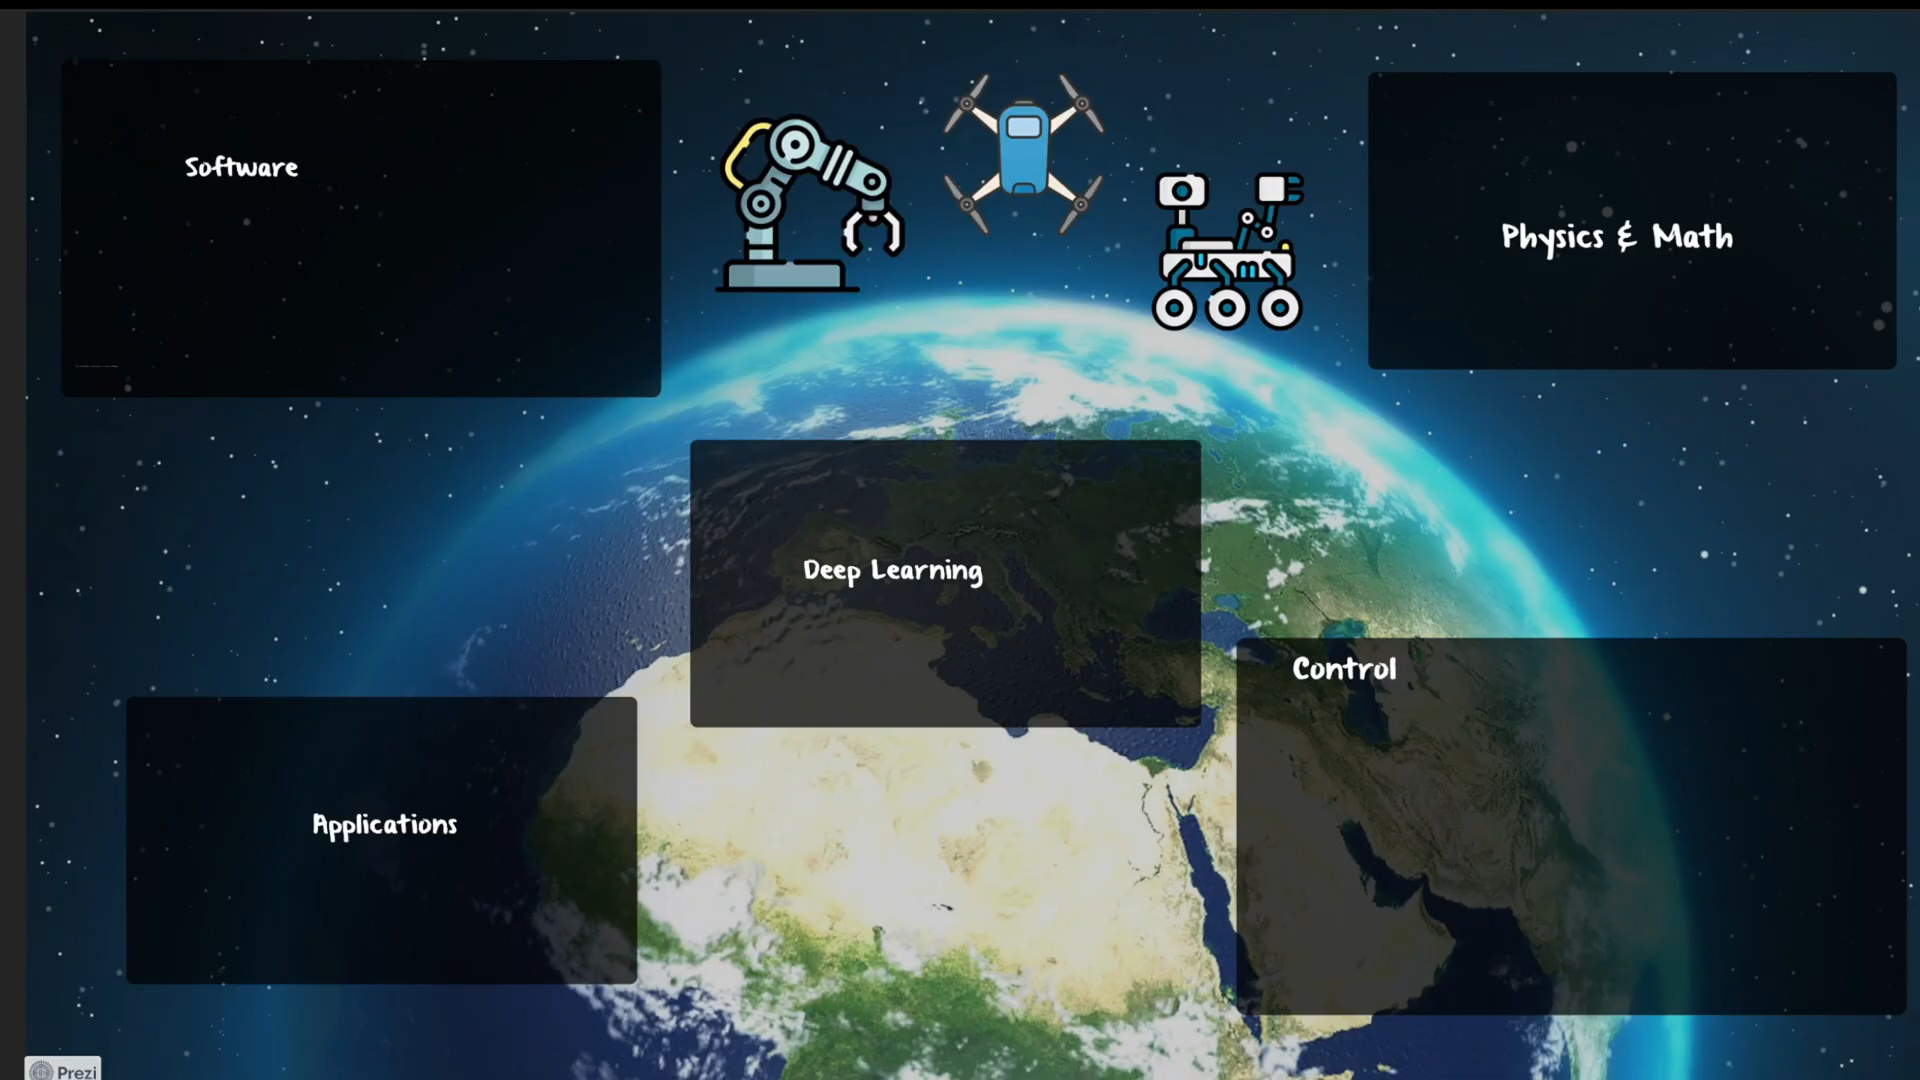 Software
Physics & Math
Deep Learning
Control
Applications
Prezi